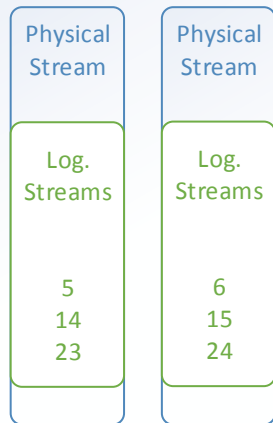 Physical
Stream
Log.
Streams
5
14
23
Physical
Stream
Log.
Streams
6
15
24